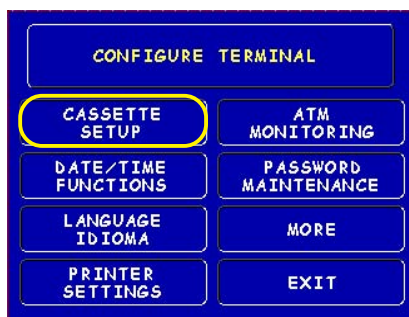 CONFIGURE TERMINAL
CASSETTE
SETUP
ATM
MONITORING
DATE/TIME
FUNCTIONS
PASSWORD
MAINTENANCE
LANGUAGE
IDIOMA
MORE
PRINTER
SETTINGS
EXIT